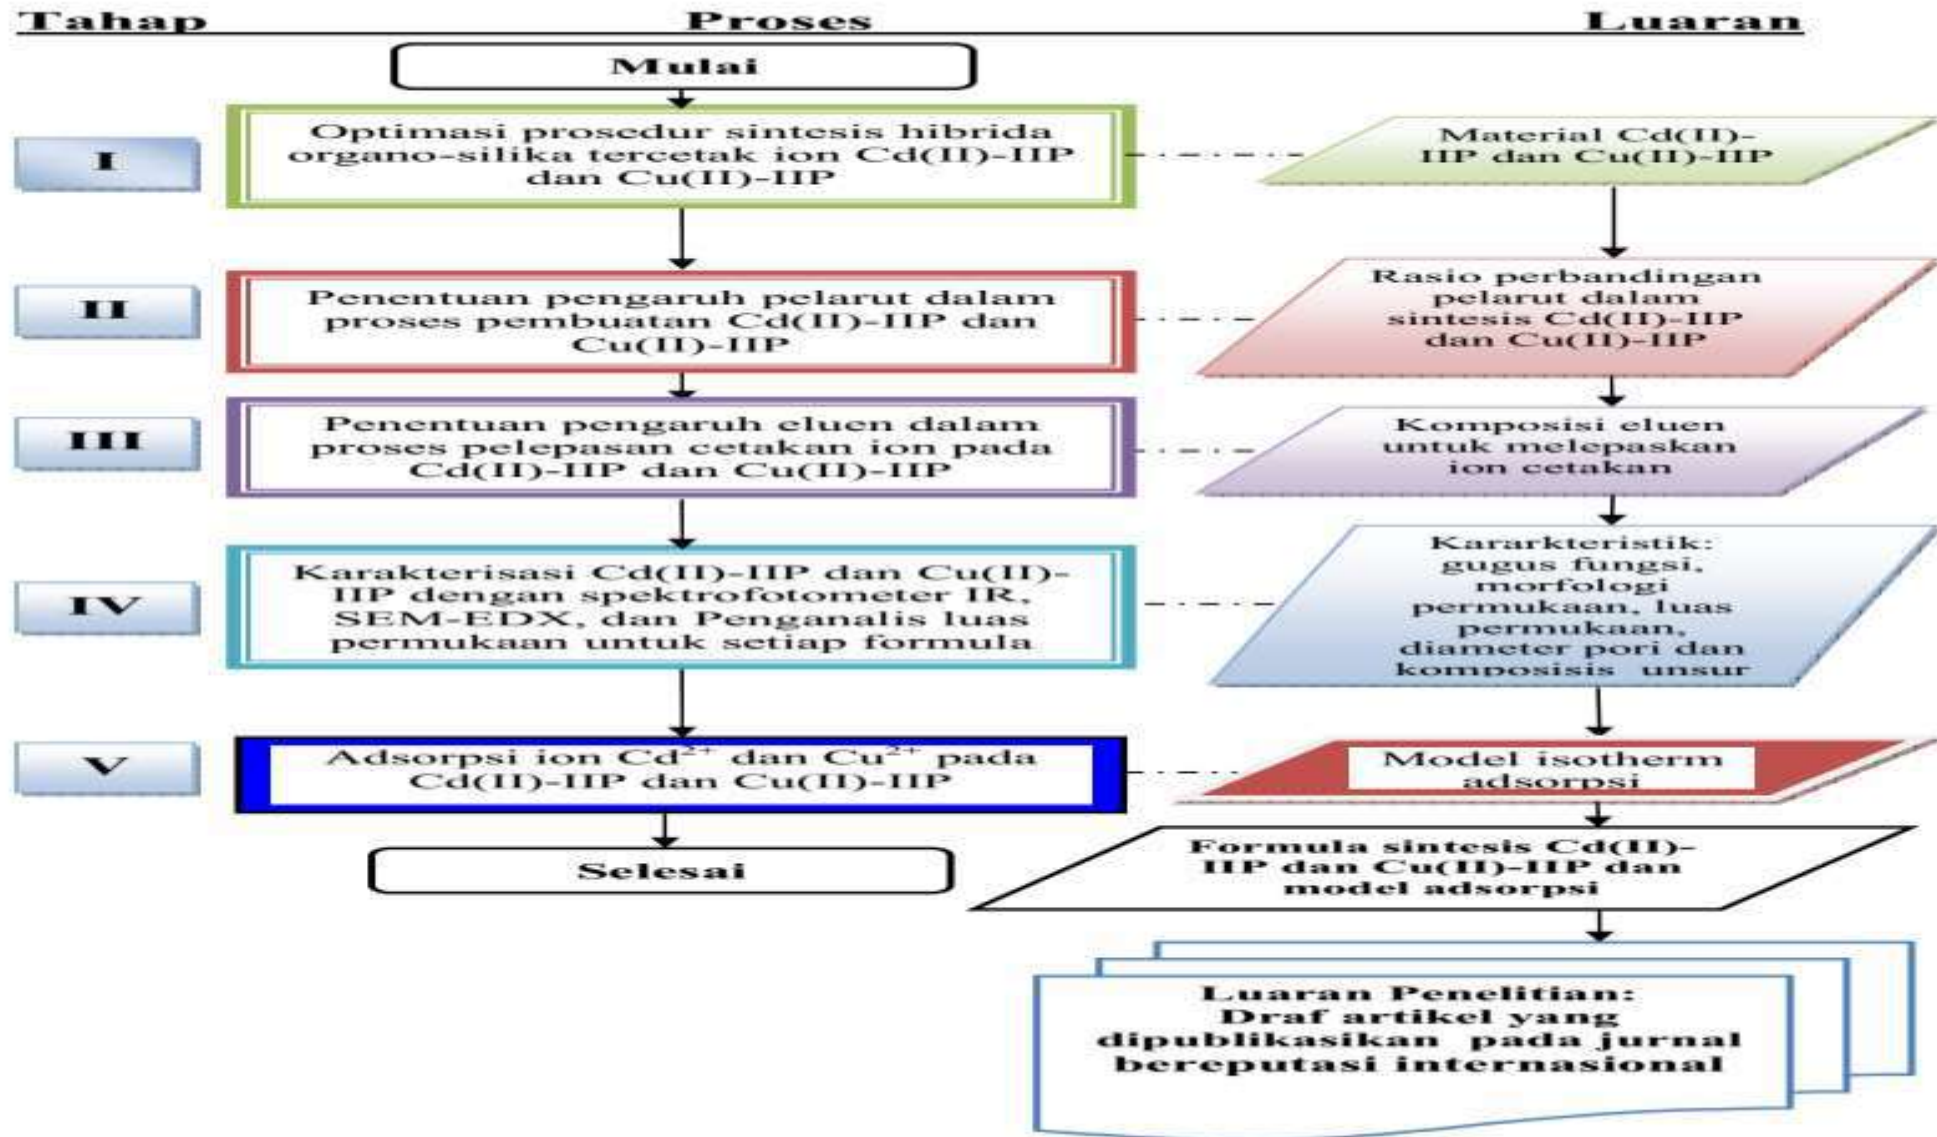 Tahap Proses Luaran
Mulai
I
Optimasi prosedur sintesis hibrida
organo-silika tercetak ion Cd(II)-IIP
dan Cu(II)-IIP
Material Cd(II)-
IIP dan Cu(II)-IIP
II
Penentuan pengaruh pelarut dalam
proses pembuatan Cd(II)-IIP dan
Cu(II)-IIP
Rasio perbandingan
pelarut dalam
sintesis Cd(II)-IIP
dan Cu(II)-IIP
III
Penentuan pengaruh eluen dalam
proses pelepasan cetakan ion pada
Cd(II)-IIP dan Cu(II)-IIP
Komposisi eluen
untuk melepaskan
ion cetakan
IV
Karakterisasi Cd(II)-IIP dan Cu(II)-
IIP dengan spektrofotometer IR,
SEM-EDX, dan Penganalis luas
permukaan untuk setiap formula
Kararkteristik:
gugus fungsi,
morfologi
permukaan, luas
permukaan,
diameter pori dan
komposisis unsur
V
Adsorpsi ion Cd²⁺ dan Cu²⁺ pada
Cd(II)-IIP dan Cu(II)-IIP
Model isotherm
adsorpsi
Selesai
Formula sintesis Cd(II)-
IIP dan Cu(II)-IIP dan
model adsorpsi
Luaran Penelitian:
Draf artikel yang
dipublikasikan pada jurnal
bereputasi internasional